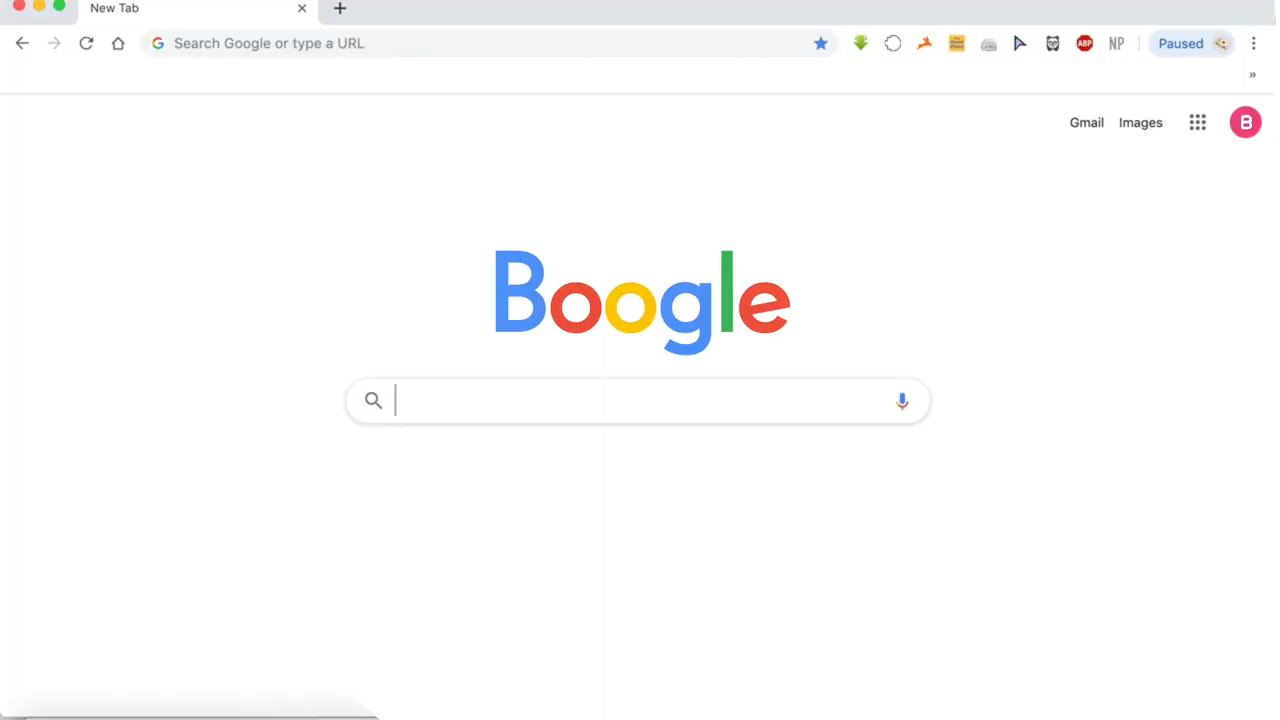 New Tab
Search Google or type a URL
ABP
NP
Paused
»
Gmail Images
B
Boogle